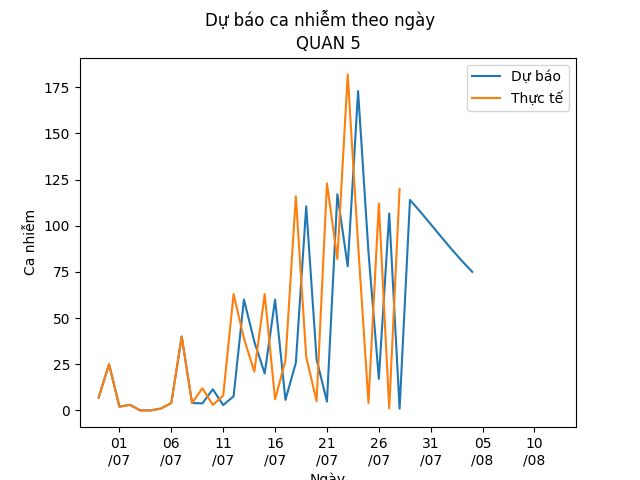 Dự báo ca nhiễm theo ngày
QUAN 5
Dự báo
Thực tế
Ca nhiễm
175
150
125
100
75
50
25
0
01 06 11 16 21 26 31 05 10
/07 /07 /07 /07 /07 /07 /07 /08 /08
Ngày